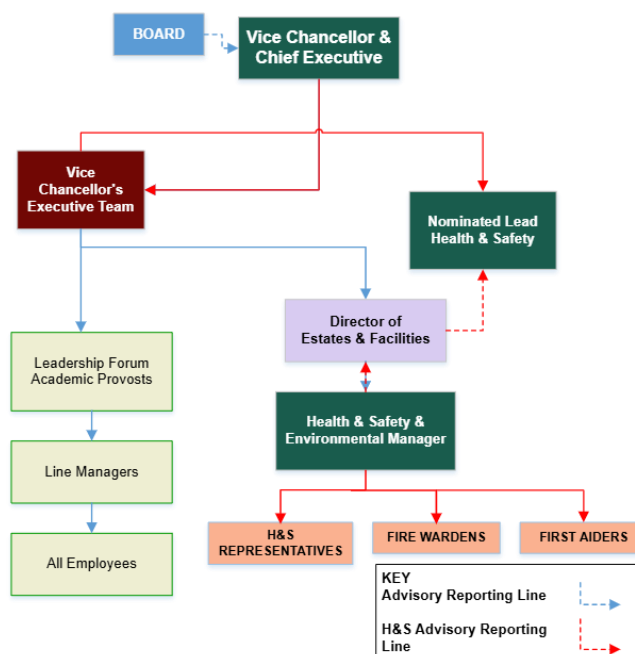 BOARD
Vice Chancellor &
Chief Executive
Vice
Chancellor's
Executive Team
Nominated Lead
Health & Safety
Director of
Estates & Facilities
Leadership Forum
Academic Provosts
Health & Safety &
Environmental Manager
Line Managers
H&S
REPRESENTATIVES
FIRE WARDENS
FIRST AIDERS
All Employees
KEY
Advisory Reporting Line
H&S Advisory Reporting
Line